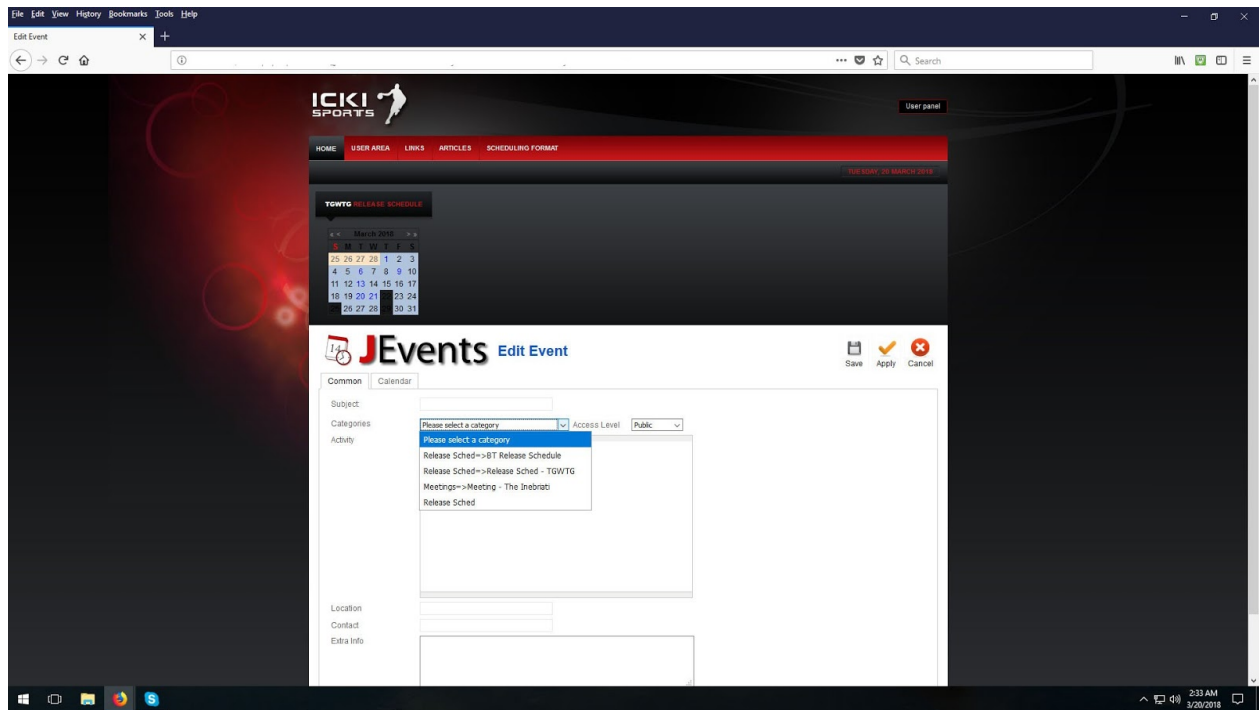 File Edit View History Bookmarks Tools Help
Edit Event
Search
ICKI
SPORTS
User panel
HOME USER AREA LINKS ARTICLES SCHEDULING FORMAT
TUESDAY, 20 MARCH 2018
TGWTG RELEASE SCHEDULE
« < March 2018 > »
S M T W T F S
25 26 27 28 1 2 3
4 5 6 7 8 9 10
11 12 13 14 15 16 17
18 19 20 21 23 24
26 27 28 30 31
14
JEvents Edit Event
Save Apply Cancel
Common Calendar
Subject
Categories Please select a category Access Level Public
Activity Please select a category
Release Sched=>BT Release Schedule
Release Sched=>Release Sched - TGWTG
Meetings=>Meeting - The Inebriati
Release Sched
Location
Contact
Extra Info
2:33 AM
3/20/2018